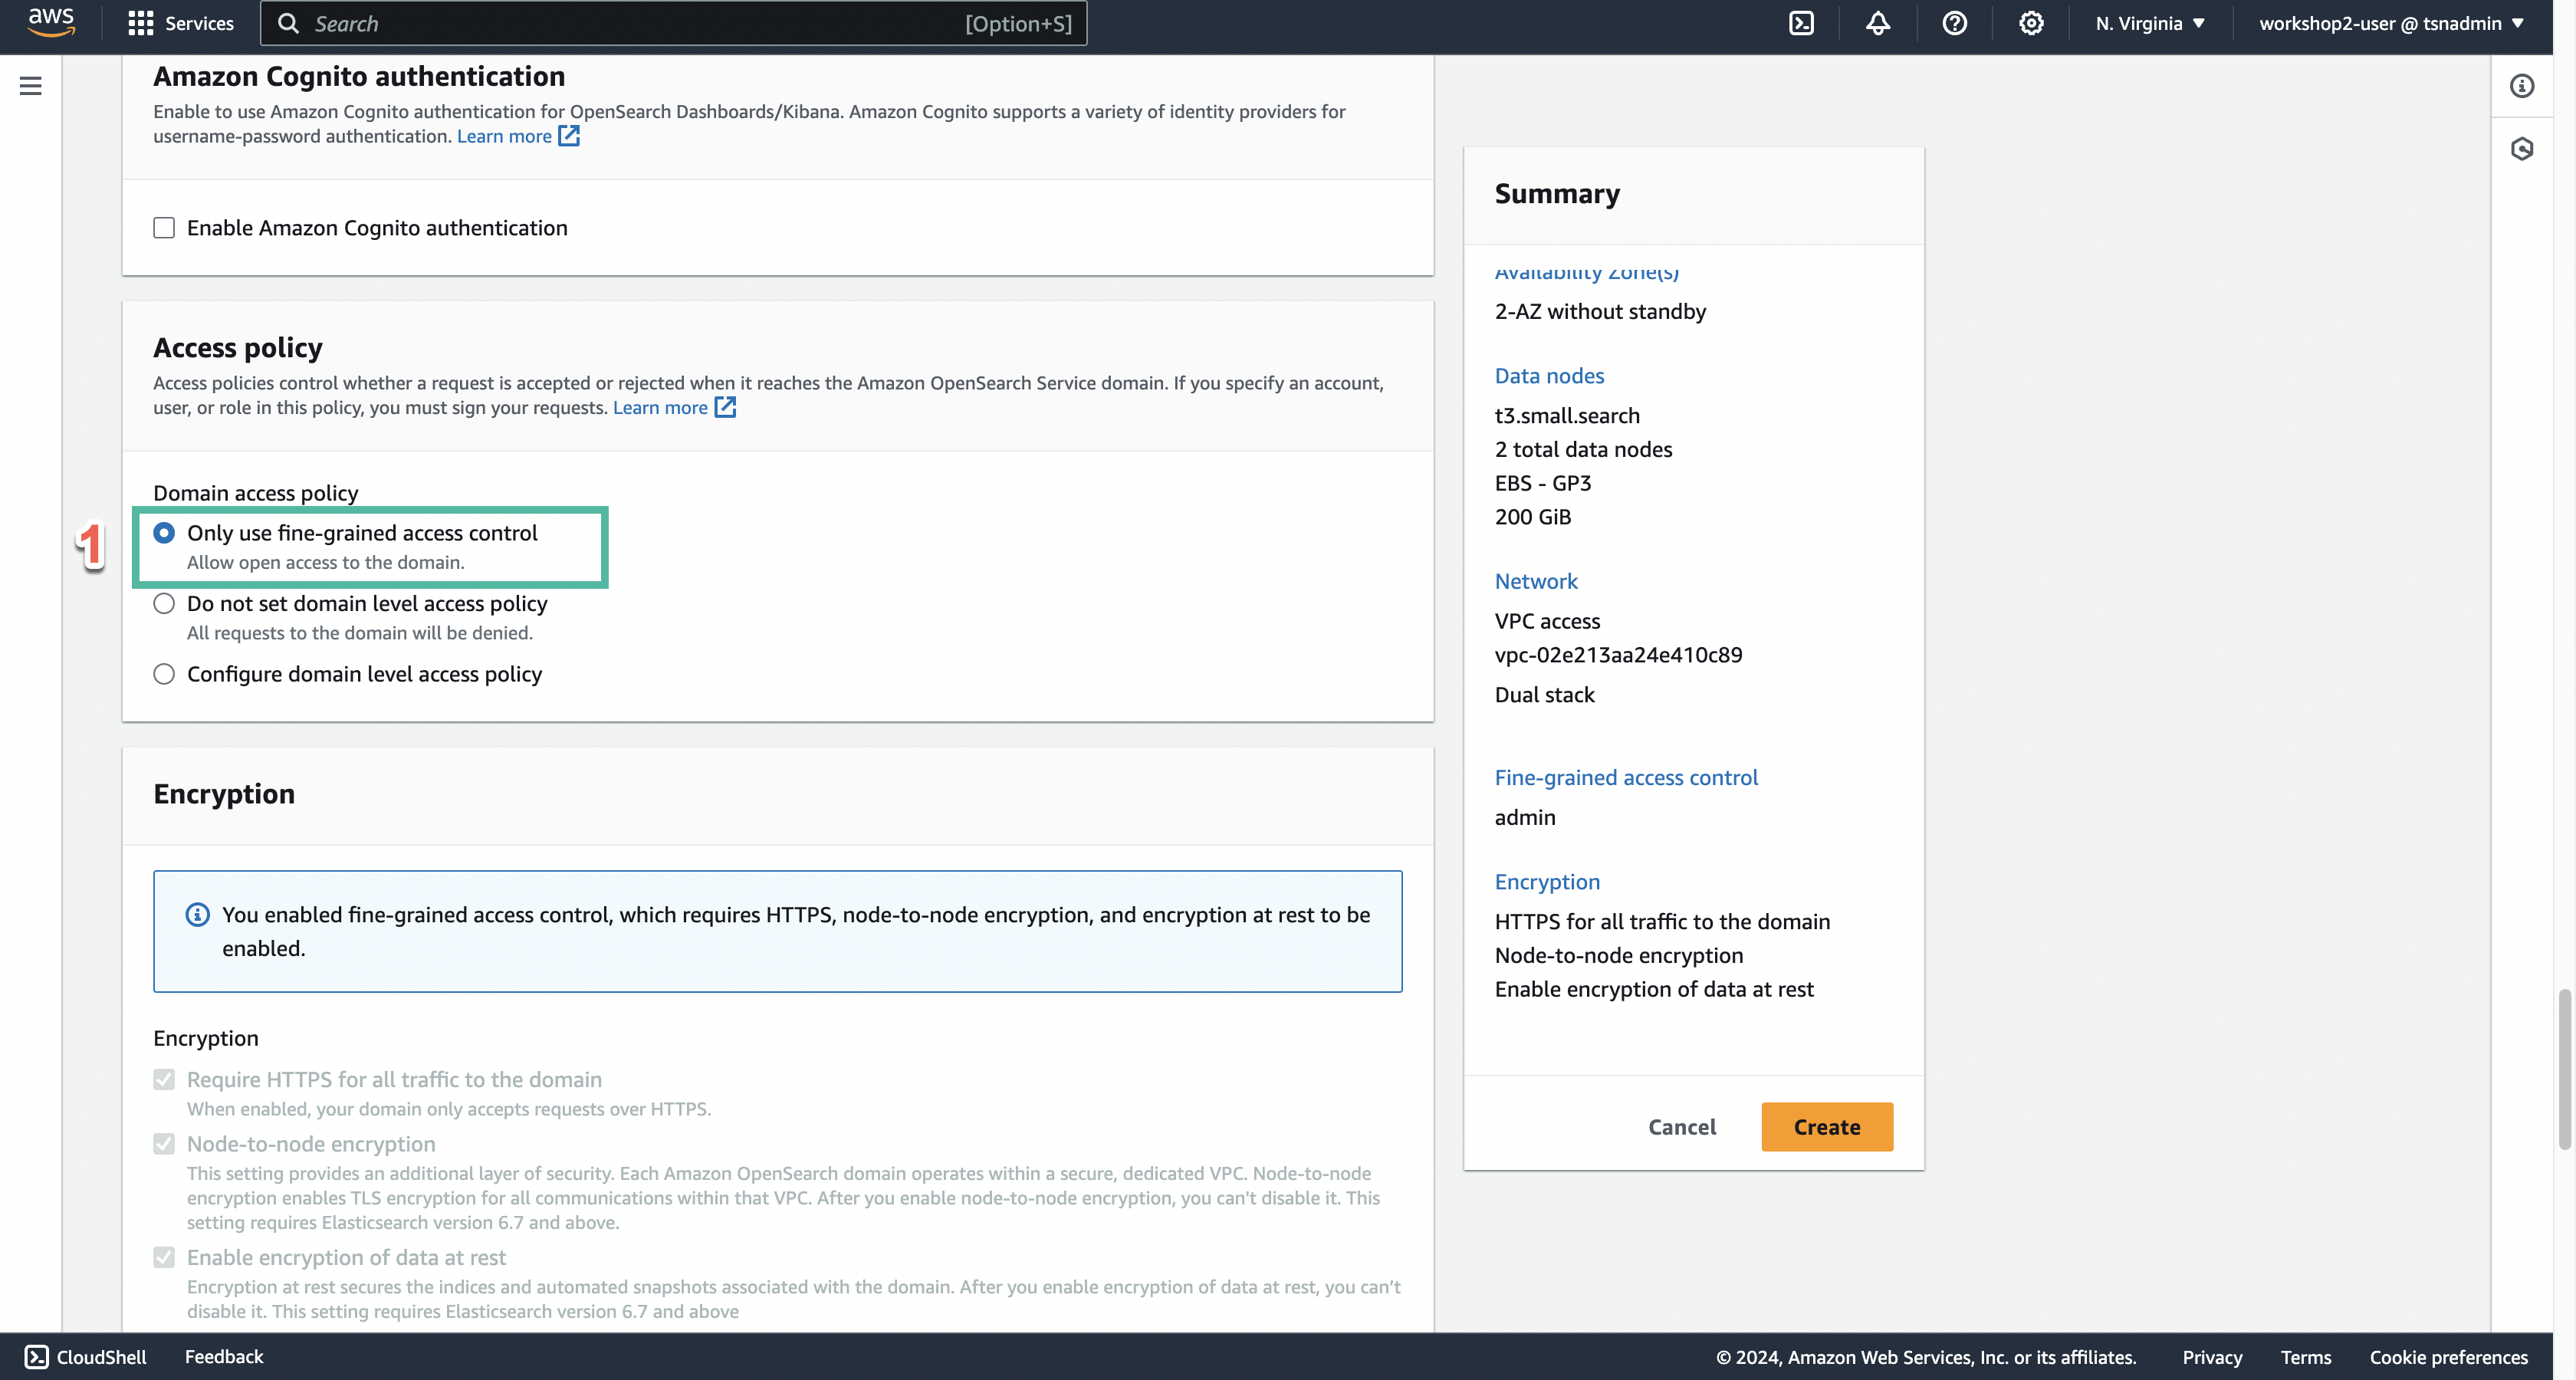 aws
Services
Search
[Option+S]
N. Virginia ▼
workshop2-user @ tsnadmin ▼
Amazon Cognito authentication
Enable to use Amazon Cognito authentication for OpenSearch Dashboards/Kibana. Amazon Cognito supports a variety of identity providers for
username-password authentication. Learn more
Enable Amazon Cognito authentication
Access policy
Access policies control whether a request is accepted or rejected when it reaches the Amazon OpenSearch Service domain. If you specify an account,
user, or role in this policy, you must sign your requests. Learn more
Domain access policy
1
Only use fine-grained access control
Allow open access to the domain.
Do not set domain level access policy
All requests to the domain will be denied.
Configure domain level access policy
Encryption
You enabled fine-grained access control, which requires HTTPS, node-to-node encryption, and encryption at rest to be
enabled.
Encryption
Require HTTPS for all traffic to the domain
When enabled, your domain only accepts requests over HTTPS.
Node-to-node encryption
This setting provides an additional layer of security. Each Amazon OpenSearch domain operates within a secure, dedicated VPC. Node-to-node
encryption enables TLS encryption for all communications within that VPC. After you enable node-to-node encryption, you can't disable it. This
setting requires Elasticsearch version 6.7 and above.
Enable encryption of data at rest
Encryption at rest secures the indices and automated snapshots associated with the domain. After you enable encryption of data at rest, you can't
disable it. This setting requires Elasticsearch version 6.7 and above
Summary
Availability Zone(s)
2-AZ without standby
Data nodes
t3.small.search
2 total data nodes
EBS - GP3
200 GiB
Network
VPC access
vpc-02e213aa24e410c89
Dual stack
Fine-grained access control
admin
Encryption
HTTPS for all traffic to the domain
Node-to-node encryption
Enable encryption of data at rest
Cancel
Create
CloudShell
Feedback
© 2024, Amazon Web Services, Inc. or its affiliates.
Privacy
Terms
Cookie preferences